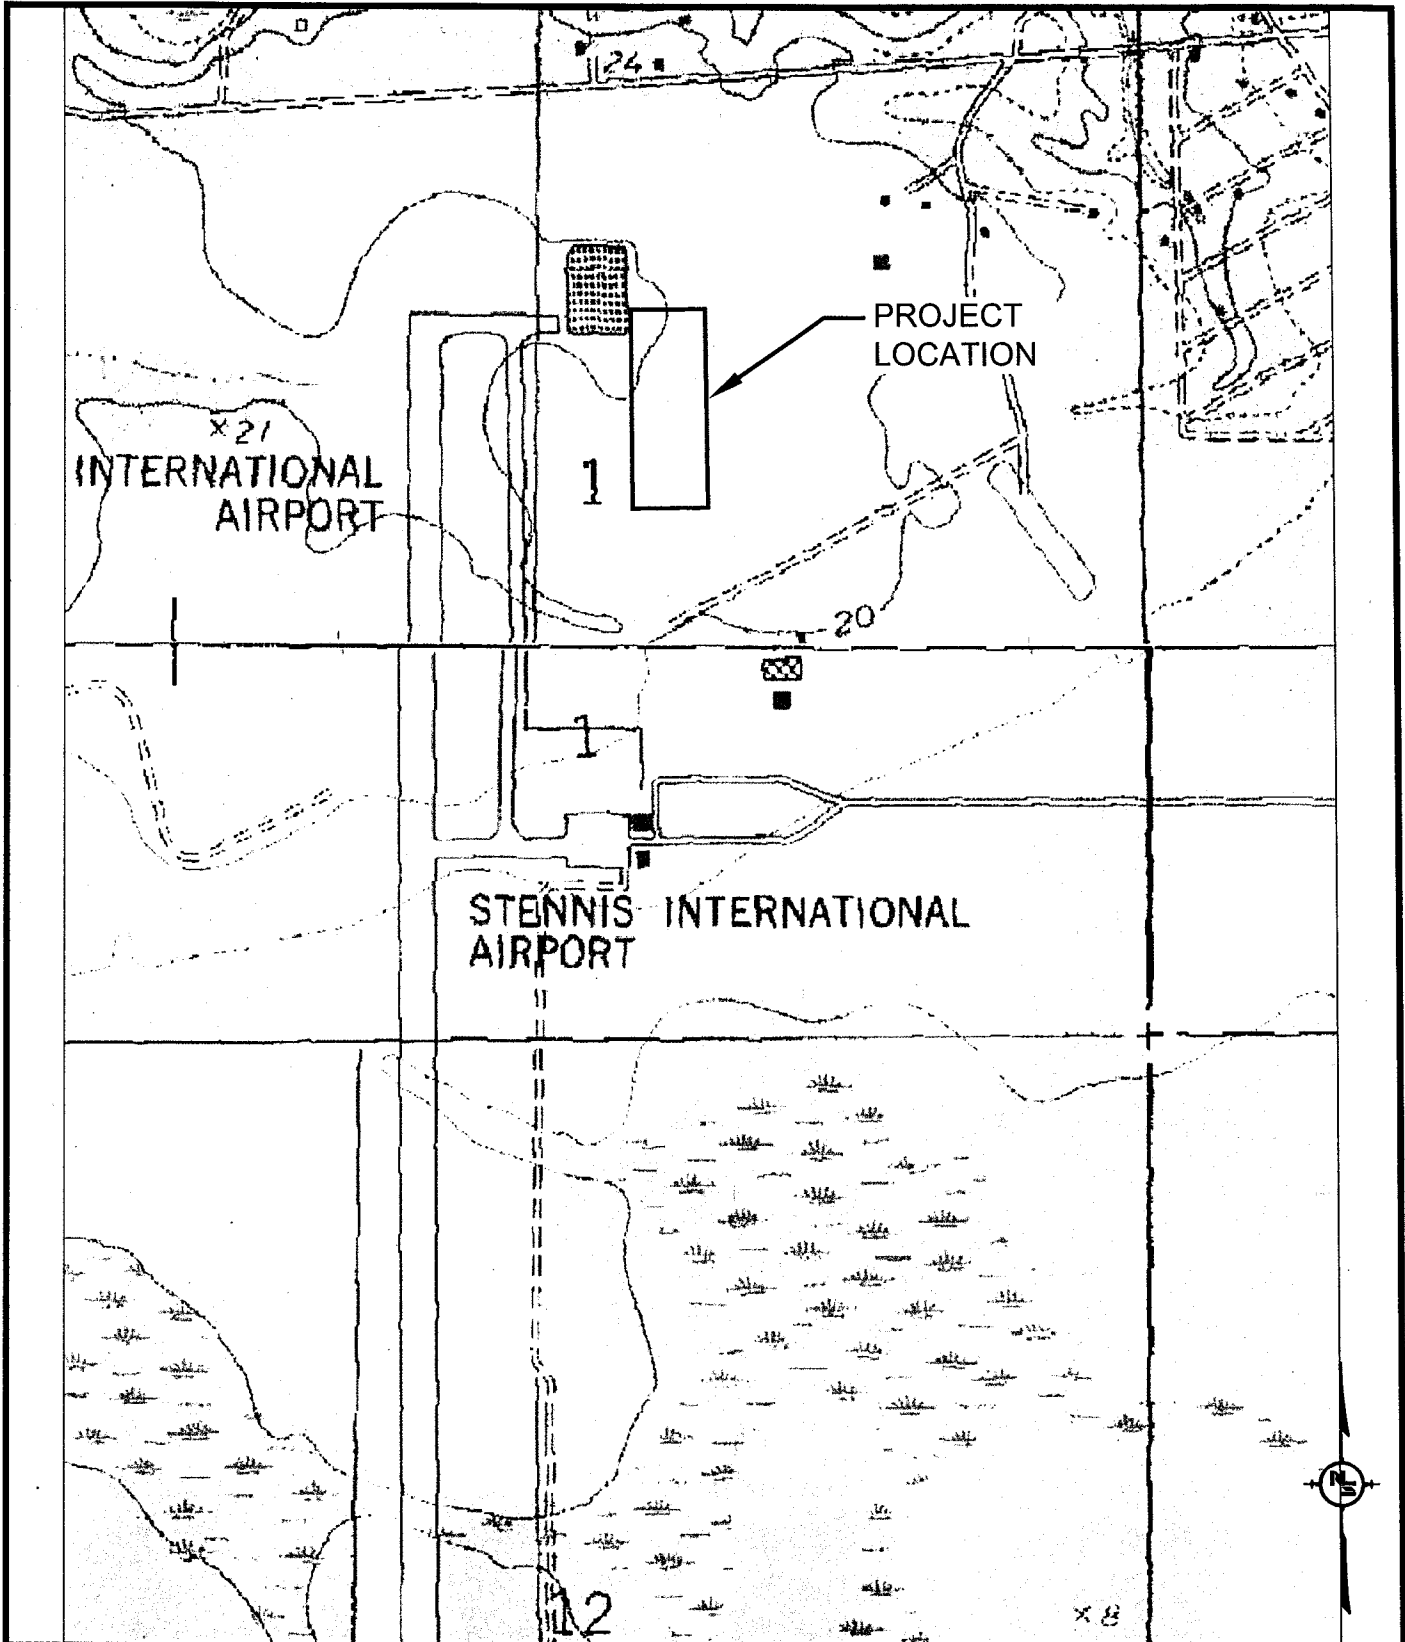 24
PROJECT
LOCATION
× 21
INTERNATIONAL
AIRPORT
1
20
1
STENNIS INTERNATIONAL
AIRPORT
N
S
12
× 8